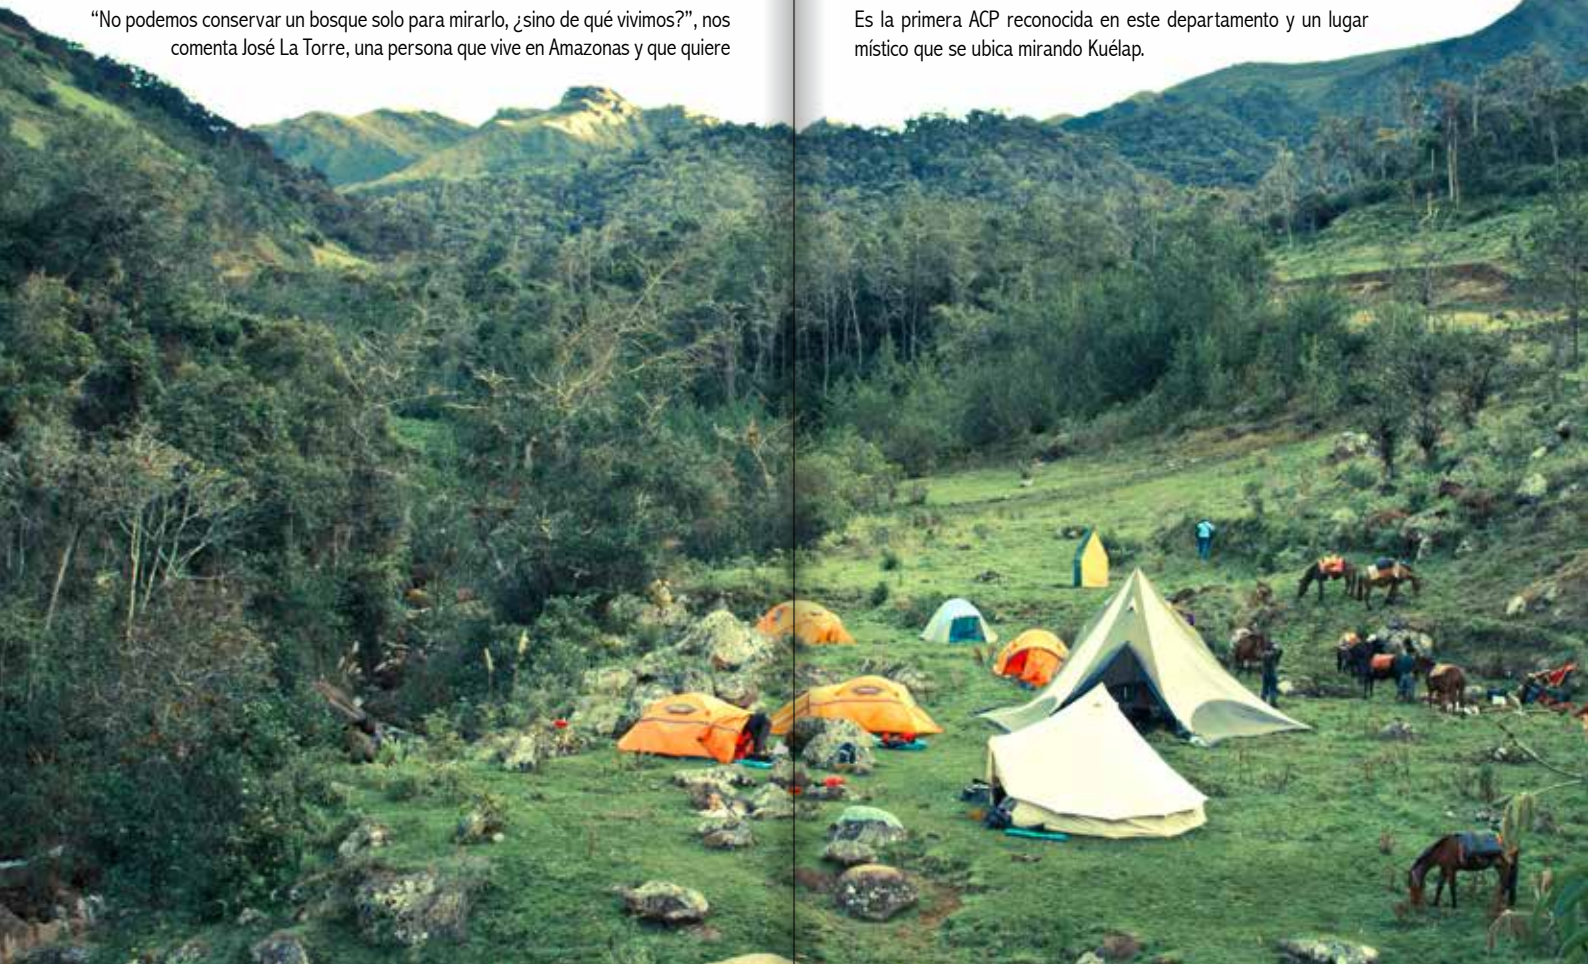 “No podemos conservar un bosque solo para mirarlo, ¿sino de qué vivimos?”, nos
comenta José La Torre, una persona que vive en Amazonas y que quiere
Es la primera ACP reconocida en este departamento y un lugar
místico que se ubica mirando Kuélap.